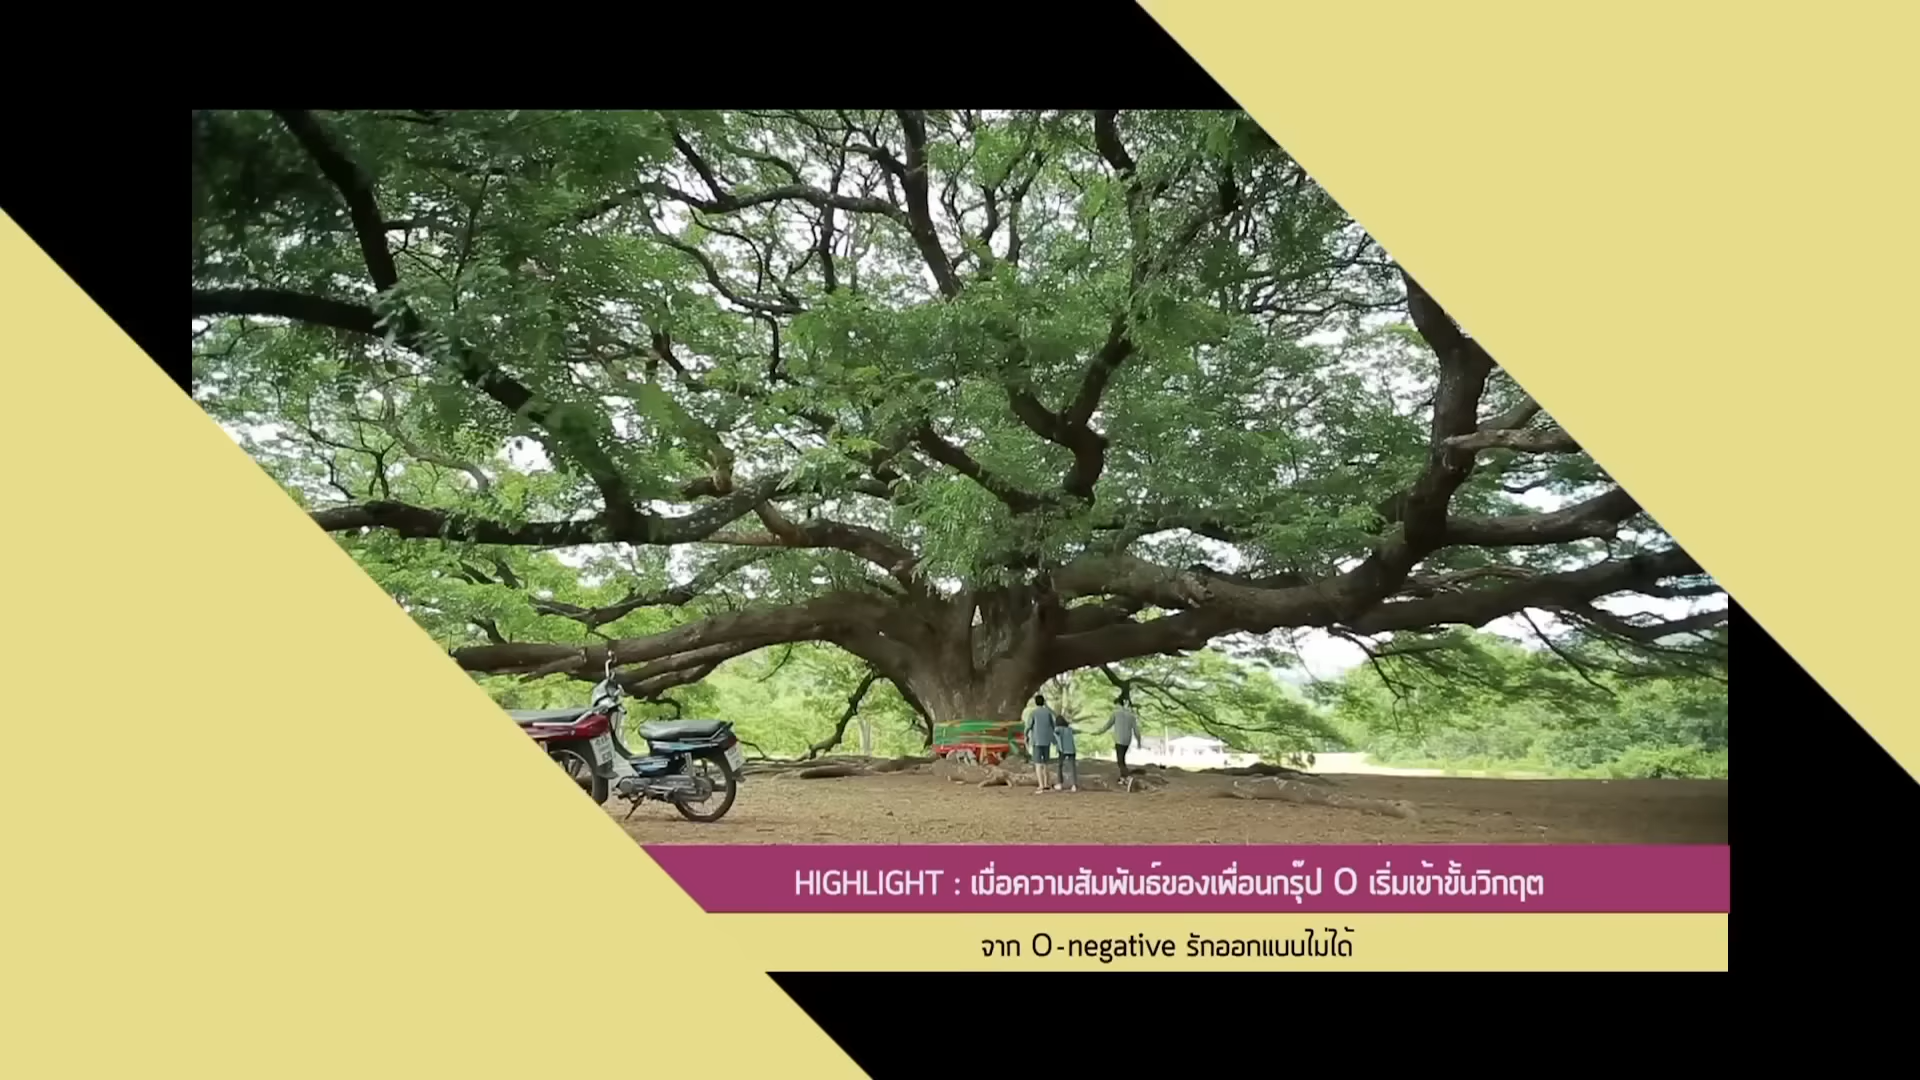 HIGHLIGHT : เมื่อความสัมพันธ์ของเพื่อนกรุ๊ป O เริ่มเข้าขั้นวิกฤต
จาก O-negative รักออกแบบไม่ได้